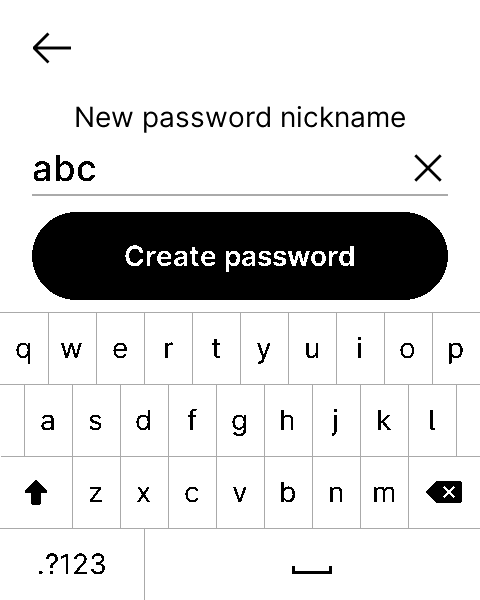 New password nickname
abc
Create password
q w e r t y u i o p
a s d f g h j k l
z x c v b n m
.?123